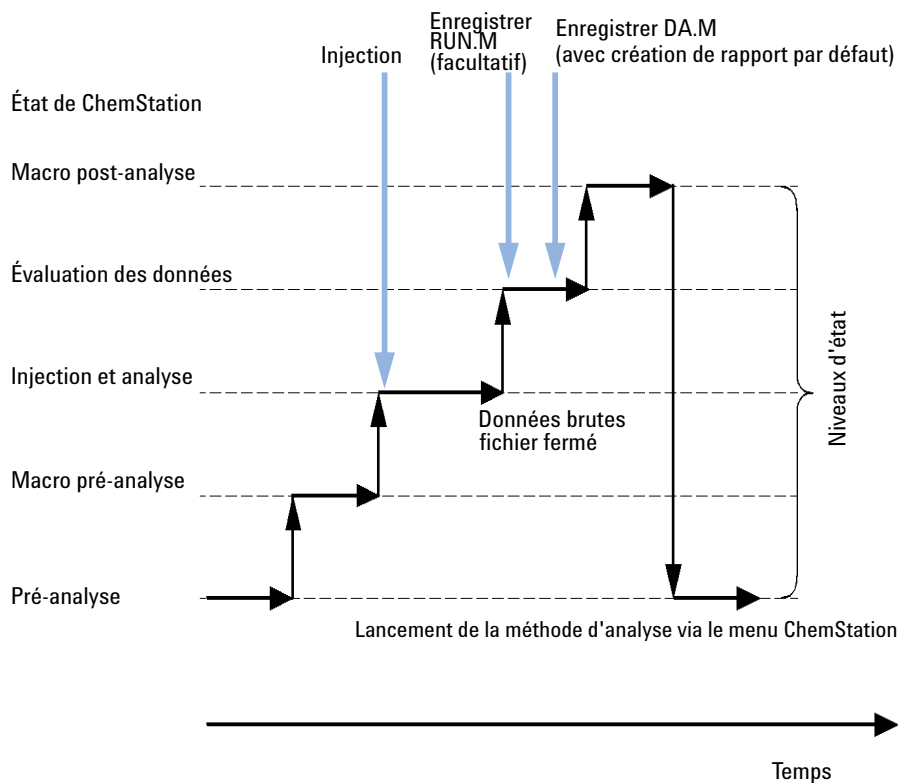 Injection
Enregistrer
RUN.M
(facultatif)
Enregistrer DA.M
(avec création de rapport par défaut)
État de ChemStation
Macro post-analyse
Évaluation des données
Injection et analyse
Données brutes
fichier fermé
Macro pré-analyse
Pré-analyse
Niveaux d'état
Lancement de la méthode d'analyse via le menu ChemStation
Temps